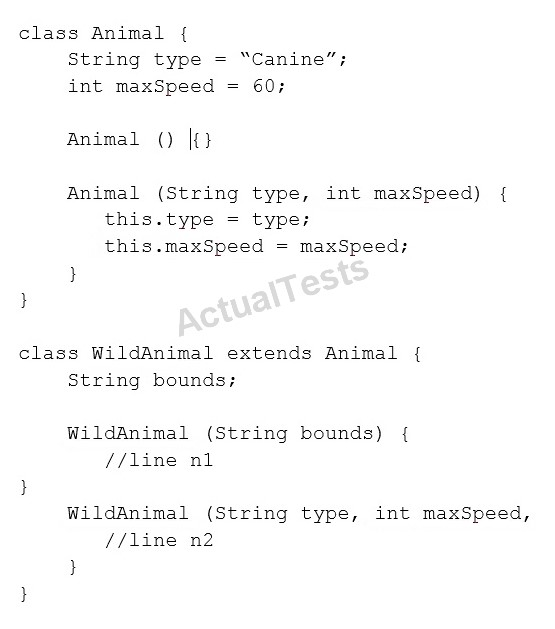 class Animal {
String type = “Canine”;
int maxSpeed = 60;
Animal () {}
Animal (String type, int maxSpeed) {
this.type = type;
this.maxSpeed = maxSpeed;
}
}
ActualTests
class WildAnimal extends Animal {
String bounds;
WildAnimal (String bounds) {
//line n1
}
WildAnimal (String type, int maxSpeed,
//line n2
}
}